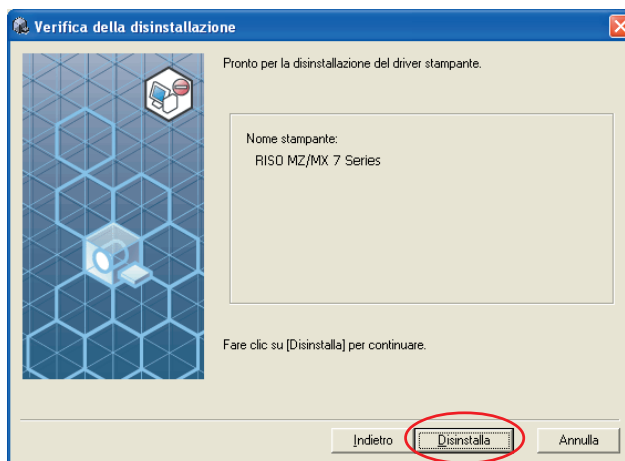 Verifica della disinstallazione
Pronto per la disinstallazione del driver stampante.
Nome stampante:
RISO MZ/MX 7 Series
Fare clic su [Disinstalla] per continuare.
Indietro
Disinstalla
Annulla